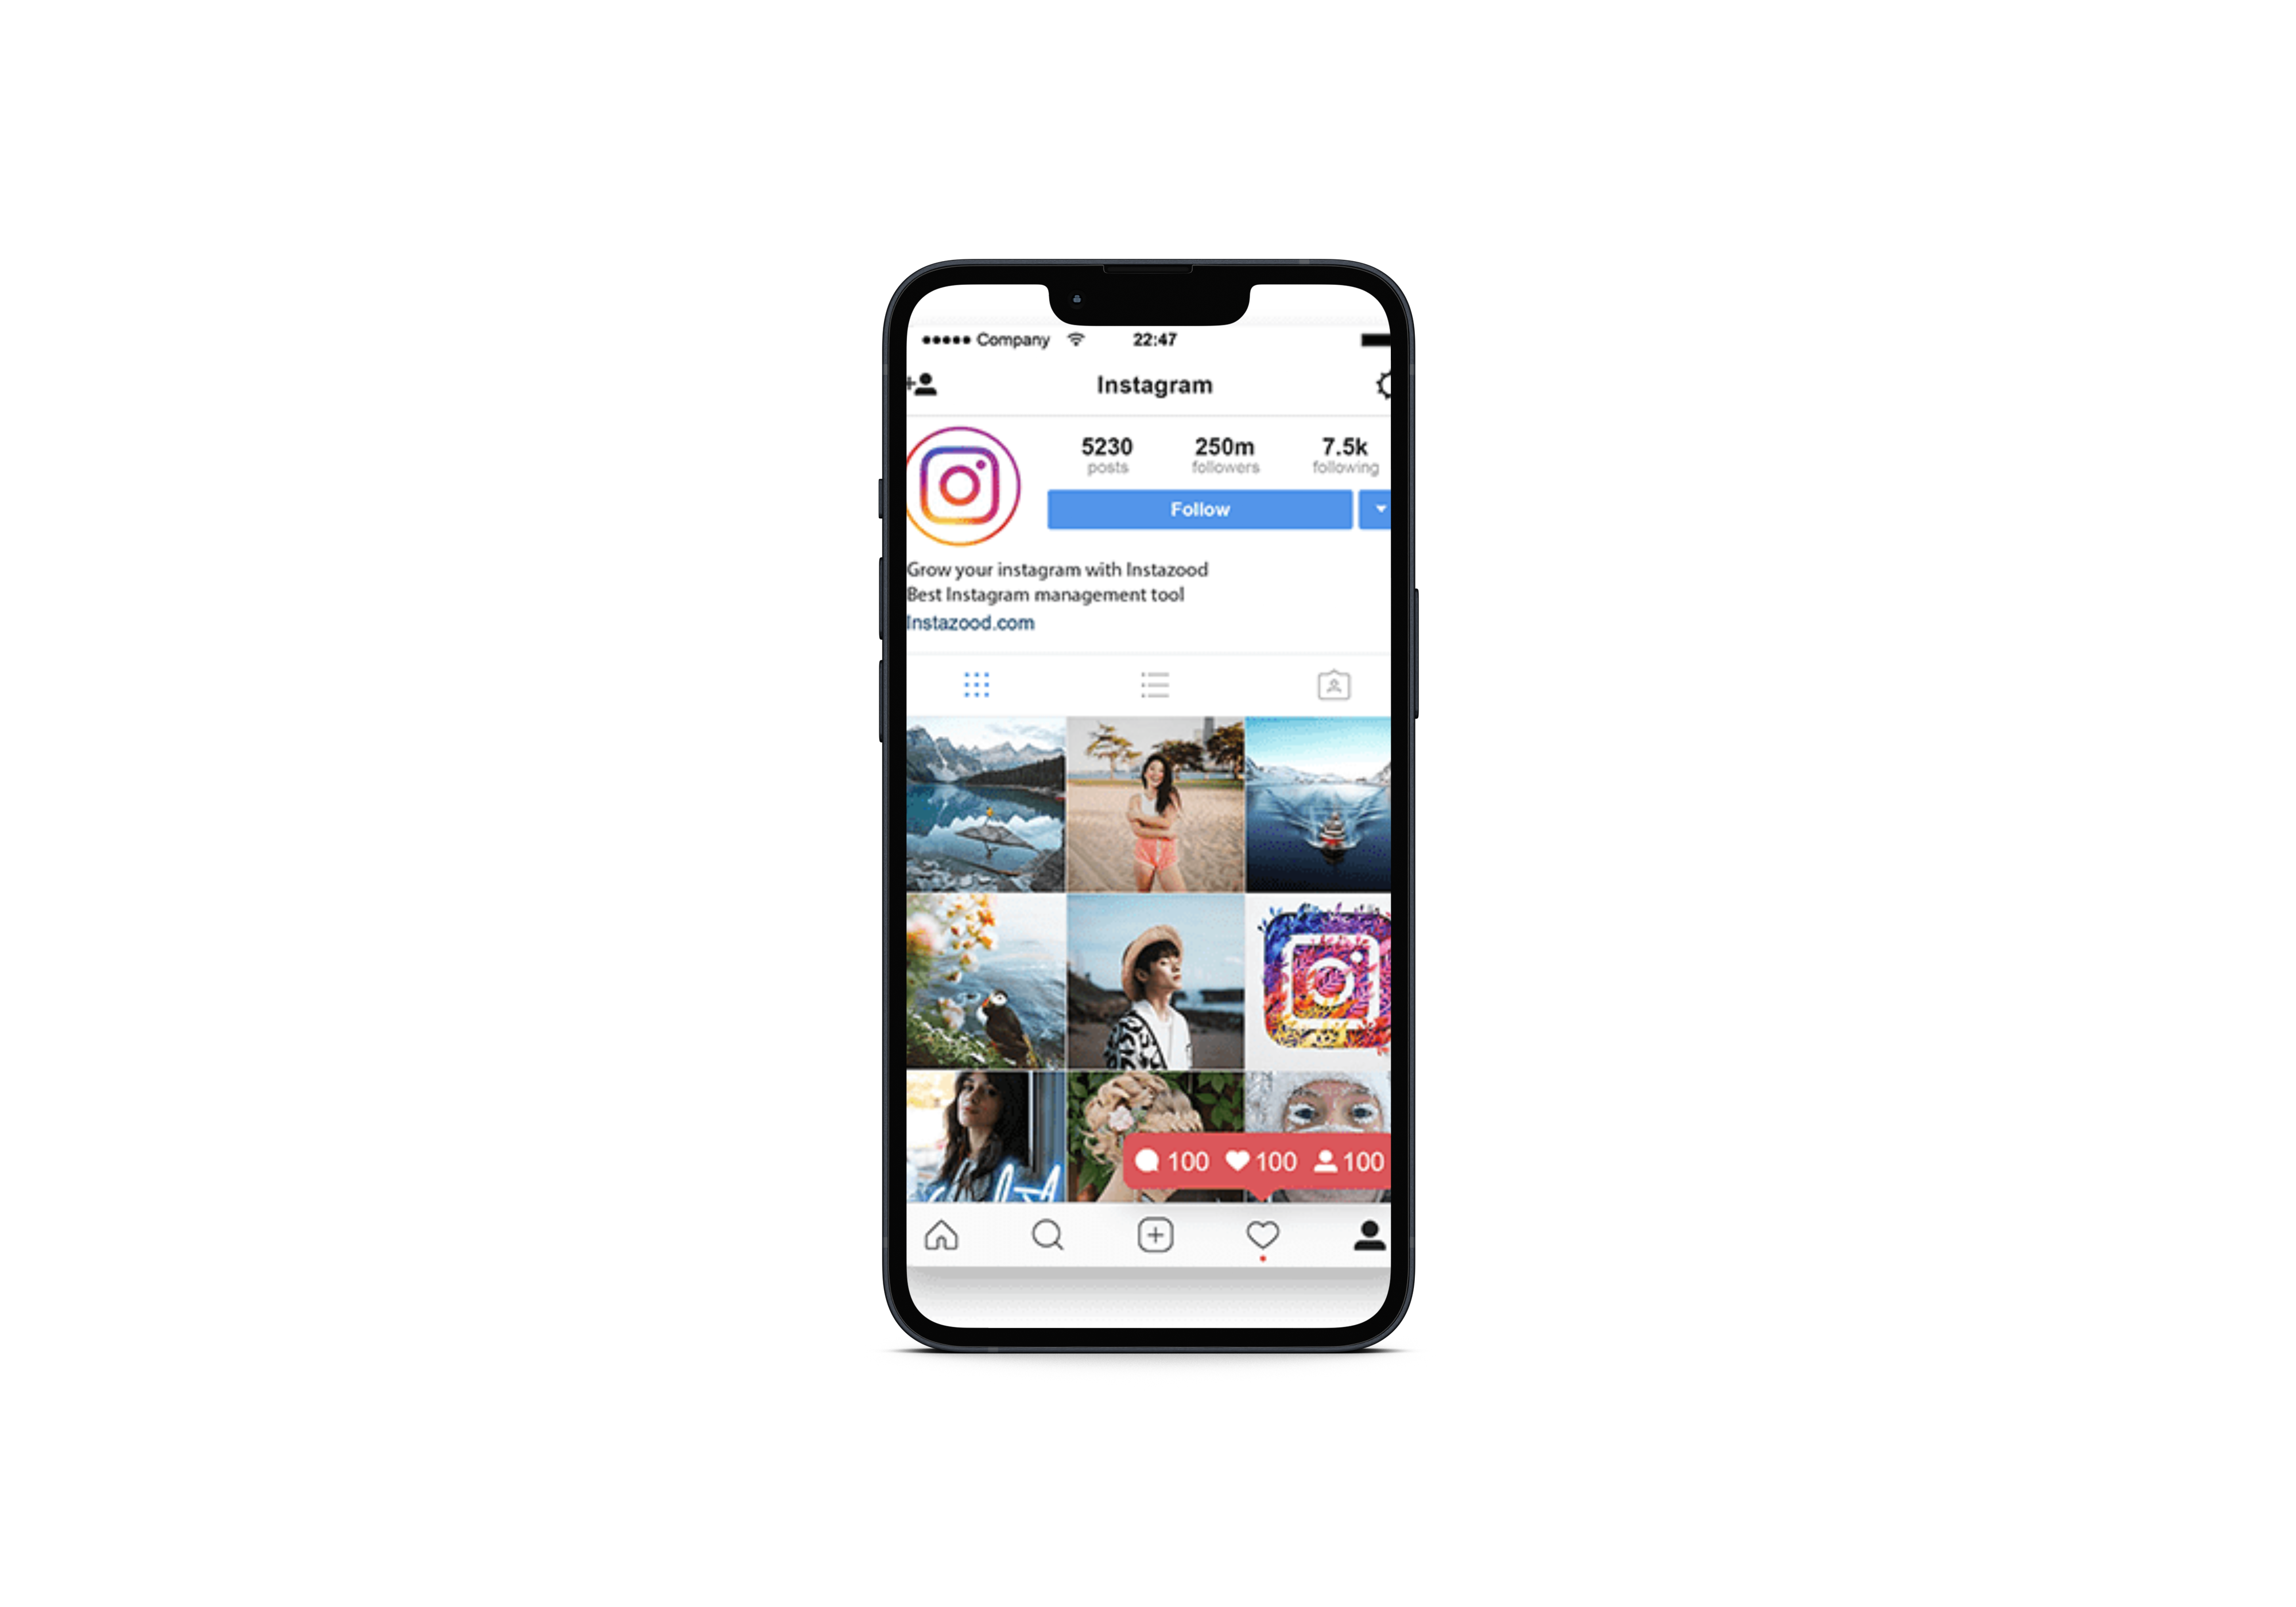 Company 22:47
Instagram
5230 250m 7.5k
posts followers following
Follow
Grow your instagram with Instazood
Best Instagram management tool
Instazood.com
100 100 100